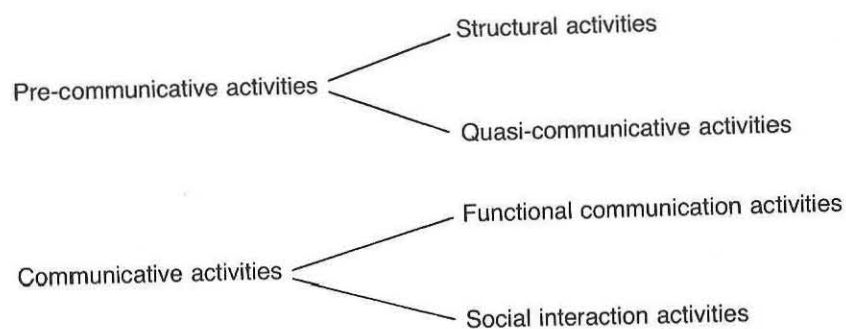 Structural activities
Pre-communicative activities
Quasi-communicative activities
Functional communication activities
Communicative activities
Social interaction activities